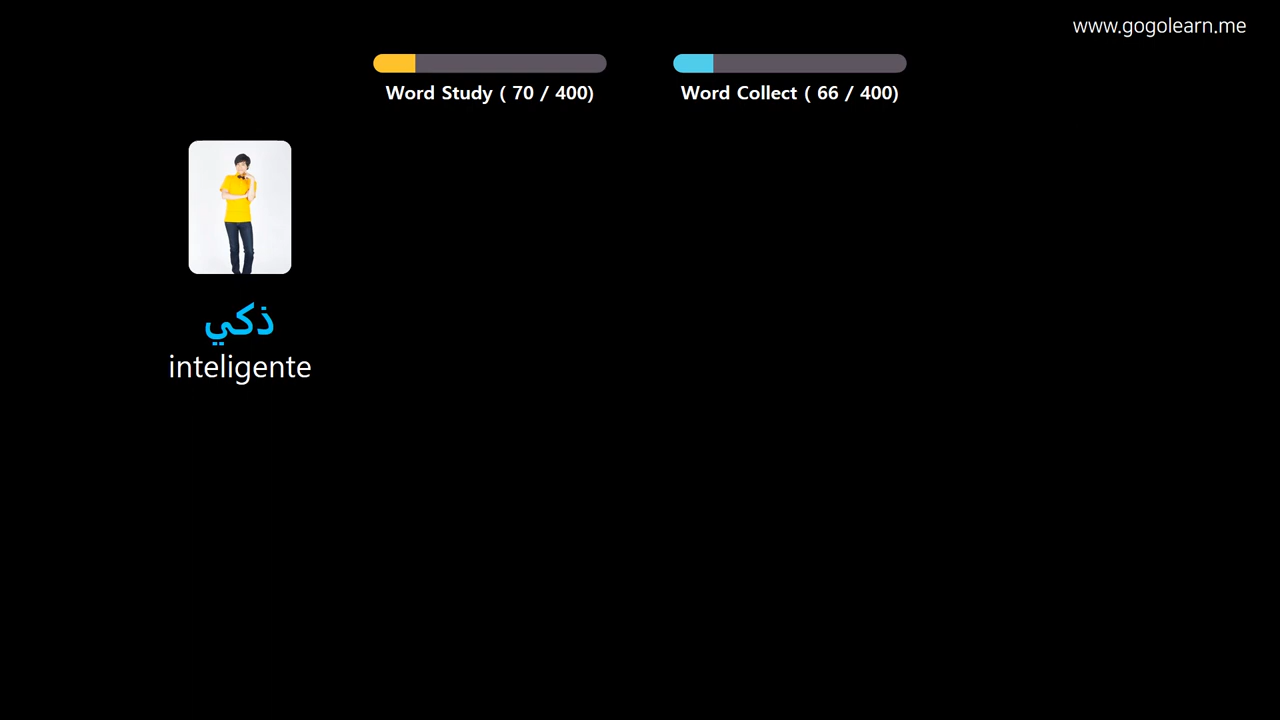 www.gogolearn.me
Word Study ( 70 / 400)
Word Collect ( 66 / 400)
ذكي
inteligente